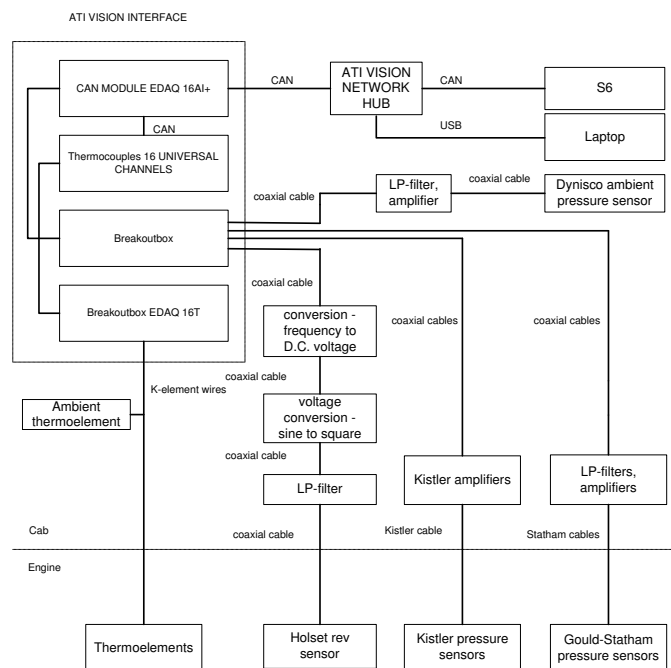 ATI VISION INTERFACE
CAN MODULE EDAQ 16AI+
CAN
ATI VISION
NETWORK
HUB
CAN
S6
USB
Laptop
CAN
Thermocouples 16 UNIVERSAL
CHANNELS
coaxial cable
LP-filter,
amplifier
coaxial cable
Dynisco ambient
pressure sensor
Breakoutbox
coaxial cable
Breakoutbox EDAQ 16T
conversion -
frequency to
D.C. voltage
coaxial cables
coaxial cables
K-element wires
coaxial cable
Ambient
thermoelement
voltage
conversion -
sine to square
coaxial cable
LP-filter
Kistler amplifiers
LP-filters,
amplifiers
Cab
coaxial cable
Kistler cable
Statham cables
Engine
Thermoelements
Holset rev
sensor
Kistler pressure
sensors
Gould-Statham
pressure sensors